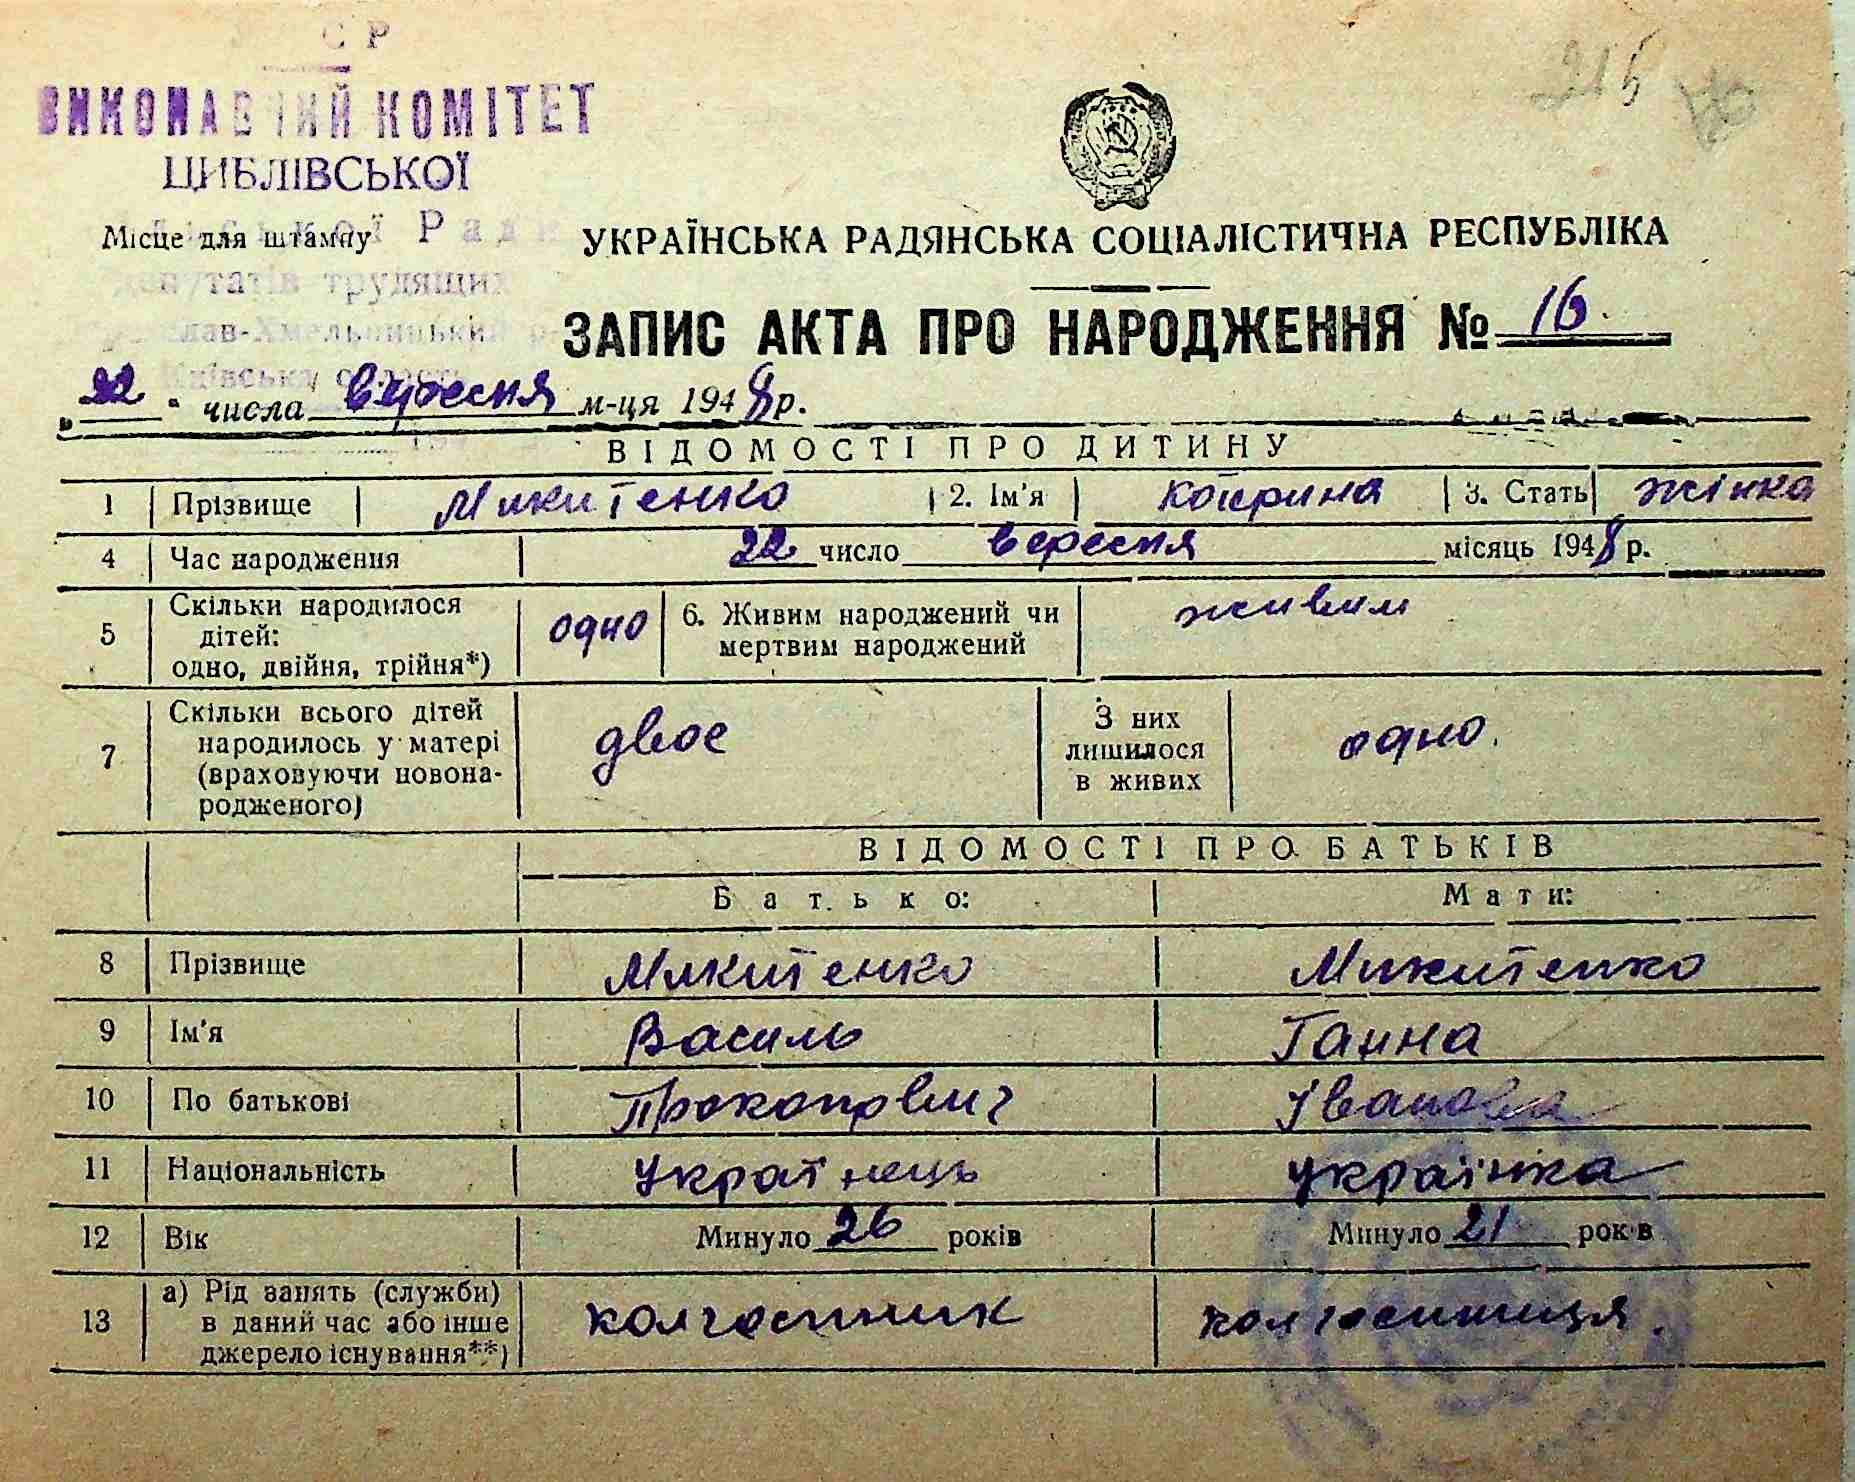 СР
ВИКОНАВЧИЙ КОМІТЕТ
ЦИБЛІВСЬКОЇ
Ради
депутатів трудящих
Київська область
Місце для штампу
215
УКРАЇНСЬКА РАДЯНСЬКА СОЦІАЛІСТИЧНА РЕСПУБЛІКА
ЗАПИС АКТА ПРО НАРОДЖЕННЯ № 16.
„ 22 " числа вересня м-ця 1948 р.
ВІДОМОСТІ ПРО ДИТИНУ
1 Прізвище Микитенко 2. Ім'я Катерина 3. Стать жінка
4 Час народження 22 число вересня місяць 1948 р.
5 Скільки народилося дітей: одно, двійня, трійня*) одно 6. Живим народжений чи мертвим народжений живим
7 Скільки всього дітей народилось у матері (враховуючи новонародженого) двоє З них лишилося в живих одно.
ВІДОМОСТІ ПРО БАТЬКІВ
Батько: Мати:
8 Прізвище Микитенко Микитенко
9 Ім'я Василь Ганна
10 По батькові Прокопович Івановна
11 Національність Українець українка
12 Вік Минуло 26 років Минуло 21 років
13 а) Рід занять (служби) в даний час або інше джерело існування**) колгоспник колгоспниця.